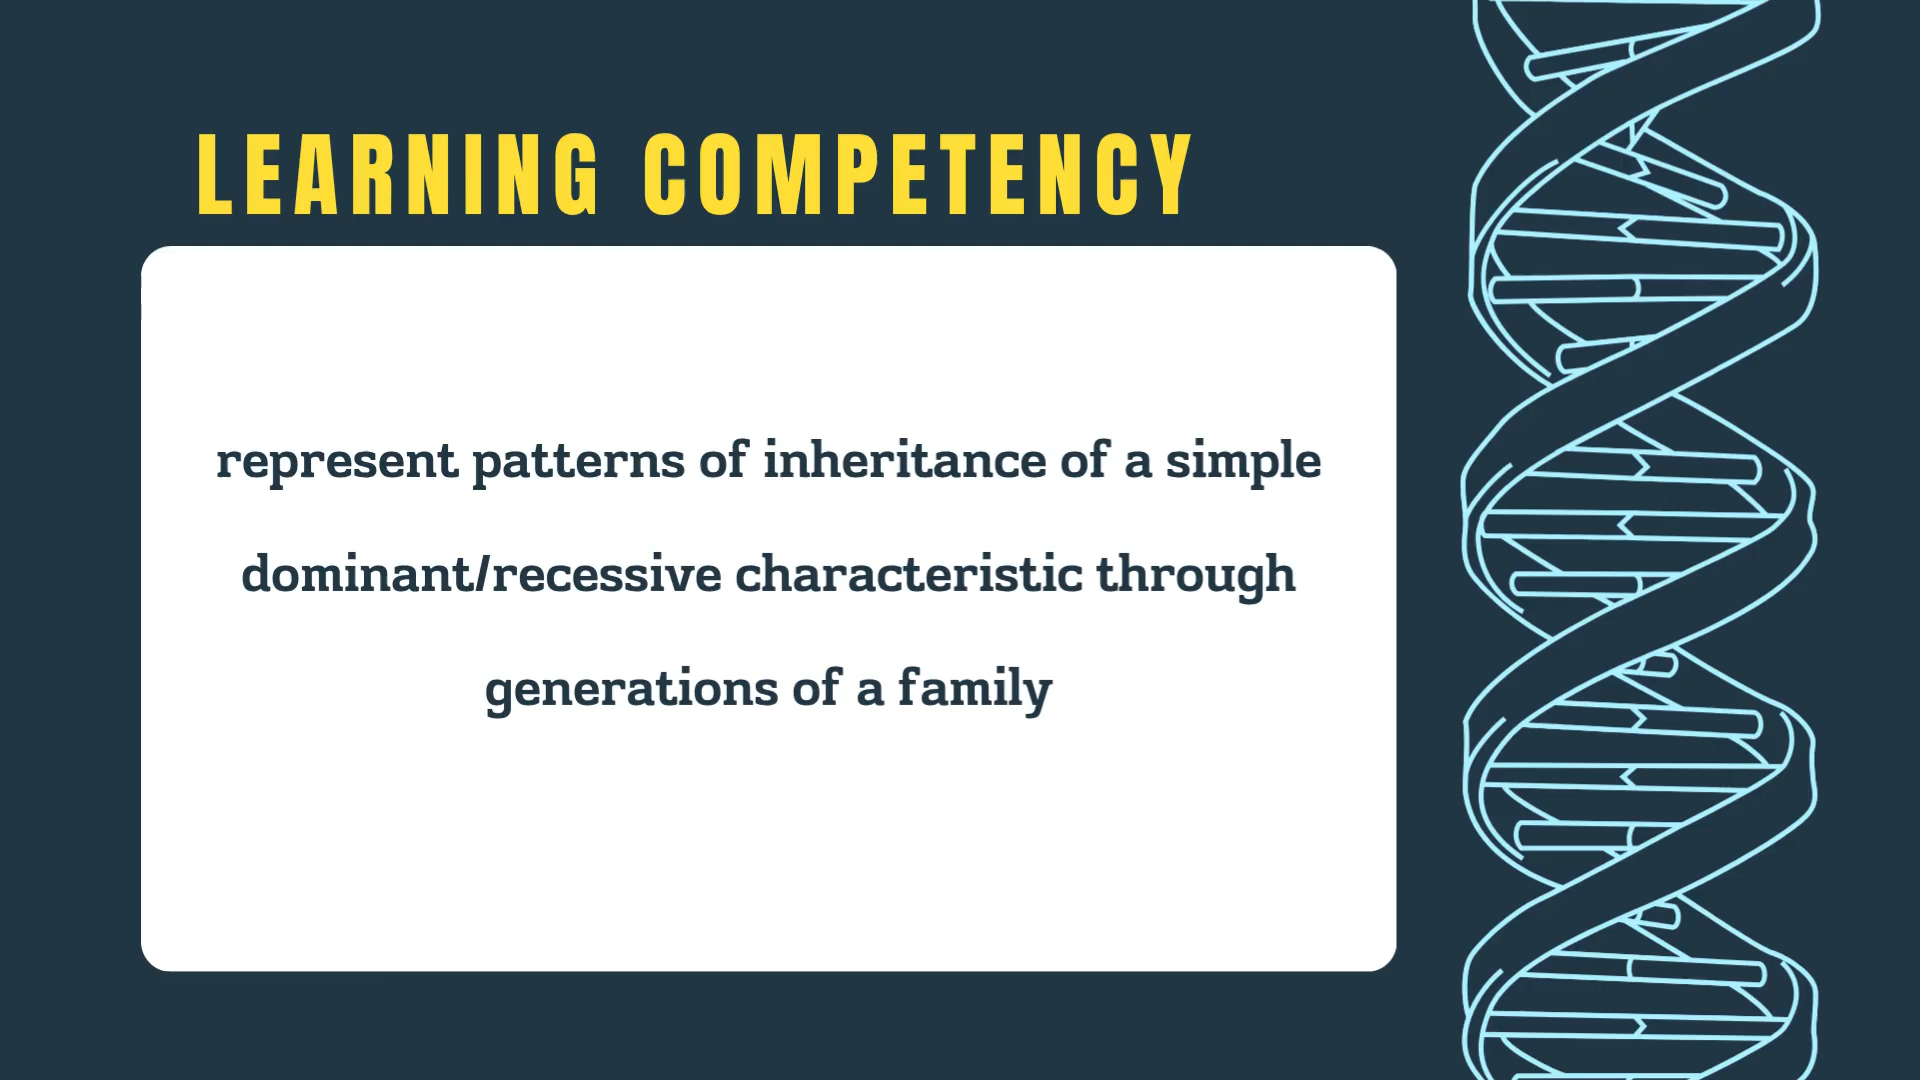 LEARNING COMPETENCY
represent patterns of inheritance of a simple
dominant/recessive characteristic through
generations of a family